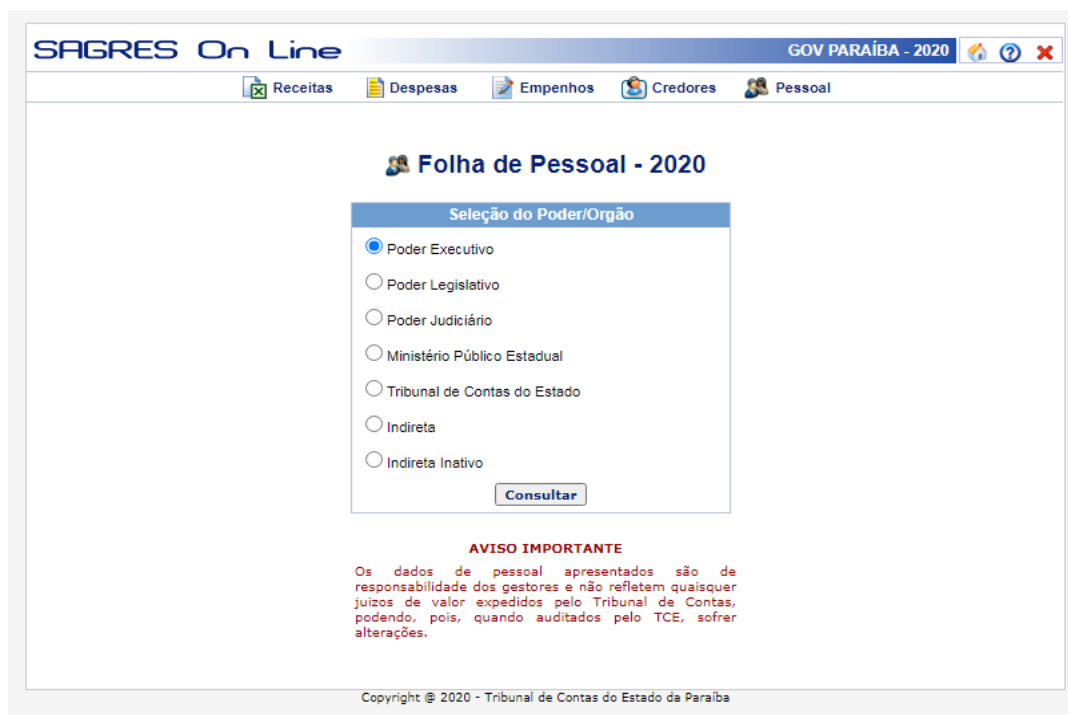 SAGRES On Line
GOV PARAÍBA - 2020
Receitas Despesas Empenhos Credores Pessoal
Folha de Pessoal - 2020
Seleção do Poder/Orgão
Poder Executivo
Poder Legislativo
Poder Judiciário
Ministério Público Estadual
Tribunal de Contas do Estado
Indireta
Indireta Inativo
Consultar
AVISO IMPORTANTE
Os dados de pessoal apresentados são de
responsabilidade dos gestores e não refletem quaisquer
juizos de valor expedidos pelo Tribunal de Contas,
podendo, pois, quando auditados pelo TCE, sofrer
alterações.
Copyright @ 2020 - Tribunal de Contas do Estado da Paraíba